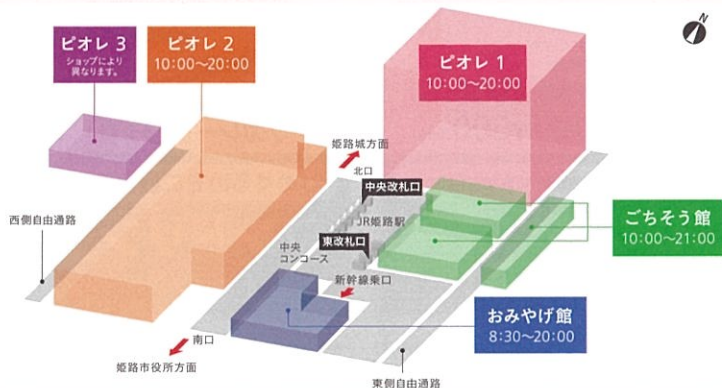 N
ピオレ 3
ショップにより
異なります。
ピオレ 2
10:00〜20:00
ピオレ 1
10:00〜20:00
姫路城方面
北口
中央改札口
JR姫路駅
西側自由通路
中央
コンコース
東改札口
新幹線乗口
ごちそう館
10:00〜21:00
おみやげ館
8:30〜20:00
南口
姫路市役所方面
東側自由通路